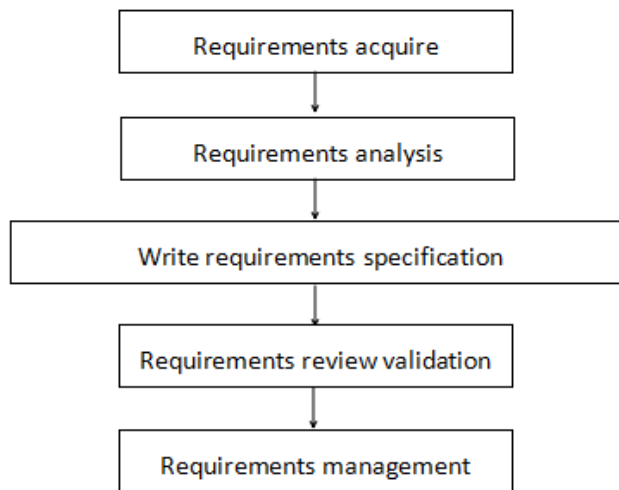 Requirements acquire
Requirements analysis
Write requirements specification
Requirements review validation
Requirements management